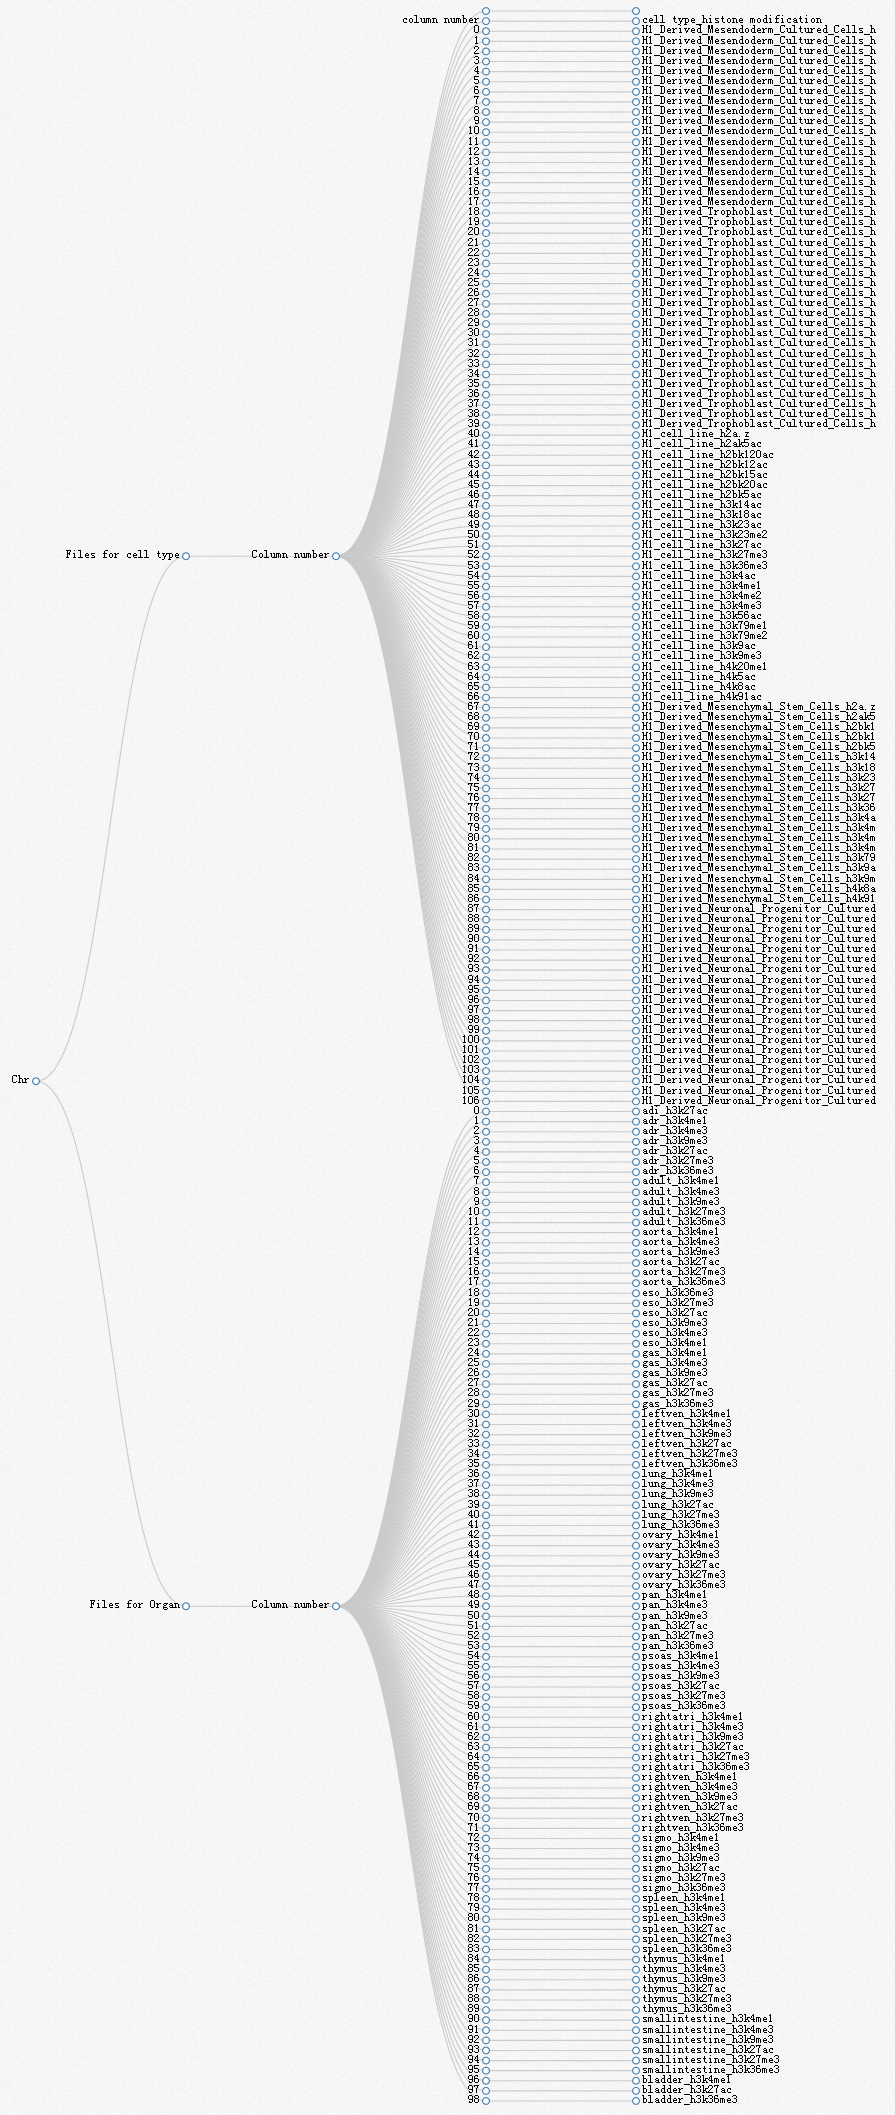 column number cell type_histone modification
0 H1_Derived_Mesendoderm_Cultured_Cells_h
1 H1_Derived_Mesendoderm_Cultured_Cells_h
2 H1_Derived_Mesendoderm_Cultured_Cells_h
3 H1_Derived_Mesendoderm_Cultured_Cells_h
4 H1_Derived_Mesendoderm_Cultured_Cells_h
5 H1_Derived_Mesendoderm_Cultured_Cells_h
6 H1_Derived_Mesendoderm_Cultured_Cells_h
7 H1_Derived_Mesendoderm_Cultured_Cells_h
8 H1_Derived_Mesendoderm_Cultured_Cells_h
9 H1_Derived_Mesendoderm_Cultured_Cells_h
10 H1_Derived_Mesendoderm_Cultured_Cells_h
11 H1_Derived_Mesendoderm_Cultured_Cells_h
12 H1_Derived_Mesendoderm_Cultured_Cells_h
13 H1_Derived_Mesendoderm_Cultured_Cells_h
14 H1_Derived_Mesendoderm_Cultured_Cells_h
15 H1_Derived_Mesendoderm_Cultured_Cells_h
16 H1_Derived_Mesendoderm_Cultured_Cells_h
17 H1_Derived_Mesendoderm_Cultured_Cells_h
18 H1_Derived_Trophoblast_Cultured_Cells_h
19 H1_Derived_Trophoblast_Cultured_Cells_h
20 H1_Derived_Trophoblast_Cultured_Cells_h
21 H1_Derived_Trophoblast_Cultured_Cells_h
22 H1_Derived_Trophoblast_Cultured_Cells_h
23 H1_Derived_Trophoblast_Cultured_Cells_h
24 H1_Derived_Trophoblast_Cultured_Cells_h
25 H1_Derived_Trophoblast_Cultured_Cells_h
26 H1_Derived_Trophoblast_Cultured_Cells_h
27 H1_Derived_Trophoblast_Cultured_Cells_h
28 H1_Derived_Trophoblast_Cultured_Cells_h
29 H1_Derived_Trophoblast_Cultured_Cells_h
30 H1_Derived_Trophoblast_Cultured_Cells_h
31 H1_Derived_Trophoblast_Cultured_Cells_h
32 H1_Derived_Trophoblast_Cultured_Cells_h
33 H1_Derived_Trophoblast_Cultured_Cells_h
34 H1_Derived_Trophoblast_Cultured_Cells_h
35 H1_Derived_Trophoblast_Cultured_Cells_h
36 H1_Derived_Trophoblast_Cultured_Cells_h
37 H1_Derived_Trophoblast_Cultured_Cells_h
38 H1_Derived_Trophoblast_Cultured_Cells_h
39 H1_Derived_Trophoblast_Cultured_Cells_h
40 H1_cell_line_h2a.z
41 H1_cell_line_h2ak5ac
42 H1_cell_line_h2bk120ac
43 H1_cell_line_h2bk12ac
44 H1_cell_line_h2bk15ac
45 H1_cell_line_h2bk20ac
46 H1_cell_line_h2bk5ac
47 H1_cell_line_h3k14ac
48 H1_cell_line_h3k18ac
49 H1_cell_line_h3k23ac
50 H1_cell_line_h3k23me2
51 H1_cell_line_h3k27ac
Files for cell type Column number 52 H1_cell_line_h3k27me3
53 H1_cell_line_h3k36me3
54 H1_cell_line_h3k4ac
55 H1_cell_line_h3k4me1
56 H1_cell_line_h3k4me2
57 H1_cell_line_h3k4me3
58 H1_cell_line_h3k56ac
59 H1_cell_line_h3k79me1
60 H1_cell_line_h3k79me2
61 H1_cell_line_h3k9ac
62 H1_cell_line_h3k9me3
63 H1_cell_line_h4k20me1
64 H1_cell_line_h4k5ac
65 H1_cell_line_h4k8ac
66 H1_cell_line_h4k91ac
67 H1_Derived_Mesenchymal_Stem_Cells_h2a.z
68 H1_Derived_Mesenchymal_Stem_Cells_h2ak5
69 H1_Derived_Mesenchymal_Stem_Cells_h2bk1
70 H1_Derived_Mesenchymal_Stem_Cells_h2bk1
71 H1_Derived_Mesenchymal_Stem_Cells_h2bk5
72 H1_Derived_Mesenchymal_Stem_Cells_h3k14
73 H1_Derived_Mesenchymal_Stem_Cells_h3k18
74 H1_Derived_Mesenchymal_Stem_Cells_h3k23
75 H1_Derived_Mesenchymal_Stem_Cells_h3k27
76 H1_Derived_Mesenchymal_Stem_Cells_h3k27
77 H1_Derived_Mesenchymal_Stem_Cells_h3k36
78 H1_Derived_Mesenchymal_Stem_Cells_h3k4a
79 H1_Derived_Mesenchymal_Stem_Cells_h3k4m
80 H1_Derived_Mesenchymal_Stem_Cells_h3k4m
81 H1_Derived_Mesenchymal_Stem_Cells_h3k4m
82 H1_Derived_Mesenchymal_Stem_Cells_h3k79
83 H1_Derived_Mesenchymal_Stem_Cells_h3k9a
84 H1_Derived_Mesenchymal_Stem_Cells_h3k9m
85 H1_Derived_Mesenchymal_Stem_Cells_h4k8a
86 H1_Derived_Mesenchymal_Stem_Cells_h4k91
87 H1_Derived_Neuronal_Progenitor_Cultured
88 H1_Derived_Neuronal_Progenitor_Cultured
89 H1_Derived_Neuronal_Progenitor_Cultured
90 H1_Derived_Neuronal_Progenitor_Cultured
91 H1_Derived_Neuronal_Progenitor_Cultured
92 H1_Derived_Neuronal_Progenitor_Cultured
93 H1_Derived_Neuronal_Progenitor_Cultured
94 H1_Derived_Neuronal_Progenitor_Cultured
95 H1_Derived_Neuronal_Progenitor_Cultured
96 H1_Derived_Neuronal_Progenitor_Cultured
97 H1_Derived_Neuronal_Progenitor_Cultured
98 H1_Derived_Neuronal_Progenitor_Cultured
99 H1_Derived_Neuronal_Progenitor_Cultured
100 H1_Derived_Neuronal_Progenitor_Cultured
101 H1_Derived_Neuronal_Progenitor_Cultured
102 H1_Derived_Neuronal_Progenitor_Cultured
103 H1_Derived_Neuronal_Progenitor_Cultured
Chr 104 H1_Derived_Neuronal_Progenitor_Cultured
105 H1_Derived_Neuronal_Progenitor_Cultured
106 H1_Derived_Neuronal_Progenitor_Cultured
0 adi_h3k27ac
1 adr_h3k4me1
2 adr_h3k4me3
3 adr_h3k9me3
4 adr_h3k27ac
5 adr_h3k27me3
6 adr_h3k36me3
7 adult_h3k4me1
8 adult_h3k4me3
9 adult_h3k9me3
10 adult_h3k27me3
11 adult_h3k36me3
12 aorta_h3k4me1
13 aorta_h3k4me3
14 aorta_h3k9me3
15 aorta_h3k27ac
16 aorta_h3k27me3
17 aorta_h3k36me3
18 eso_h3k36me3
19 eso_h3k27me3
20 eso_h3k27ac
21 eso_h3k9me3
22 eso_h3k4me3
23 eso_h3k4me1
24 gas_h3k4me1
25 gas_h3k4me3
26 gas_h3k9me3
27 gas_h3k27ac
28 gas_h3k27me3
29 gas_h3k36me3
30 leftven_h3k4me1
31 leftven_h3k4me3
32 leftven_h3k9me3
33 leftven_h3k27ac
34 leftven_h3k27me3
35 leftven_h3k36me3
36 lung_h3k4me1
37 lung_h3k4me3
38 lung_h3k9me3
39 lung_h3k27ac
40 lung_h3k27me3
41 lung_h3k36me3
42 ovary_h3k4me1
43 ovary_h3k4me3
44 ovary_h3k9me3
45 ovary_h3k27ac
46 ovary_h3k27me3
47 ovary_h3k36me3
48 pan_h3k4me1
Files for Organ Column number 49 pan_h3k4me3
50 pan_h3k9me3
51 pan_h3k27ac
52 pan_h3k27me3
53 pan_h3k36me3
54 psoas_h3k4me1
55 psoas_h3k4me3
56 psoas_h3k9me3
57 psoas_h3k27ac
58 psoas_h3k27me3
59 psoas_h3k36me3
60 rightatri_h3k4me1
61 rightatri_h3k4me3
62 rightatri_h3k9me3
63 rightatri_h3k27ac
64 rightatri_h3k27me3
65 rightatri_h3k36me3
66 rightven_h3k4me1
67 rightven_h3k4me3
68 rightven_h3k9me3
69 rightven_h3k27ac
70 rightven_h3k27me3
71 rightven_h3k36me3
72 sigmo_h3k4me1
73 sigmo_h3k4me3
74 sigmo_h3k9me3
75 sigmo_h3k27ac
76 sigmo_h3k27me3
77 sigmo_h3k36me3
78 spleen_h3k4me1
79 spleen_h3k4me3
80 spleen_h3k9me3
81 spleen_h3k27ac
82 spleen_h3k27me3
83 spleen_h3k36me3
84 thymus_h3k4me1
85 thymus_h3k4me3
86 thymus_h3k9me3
87 thymus_h3k27ac
88 thymus_h3k27me3
89 thymus_h3k36me3
90 smallintestine_h3k4me1
91 smallintestine_h3k4me3
92 smallintestine_h3k9me3
93 smallintestine_h3k27ac
94 smallintestine_h3k27me3
95 smallintestine_h3k36me3
96 bladder_h3k4me1
97 bladder_h3k27ac
98 bladder_h3k36me3